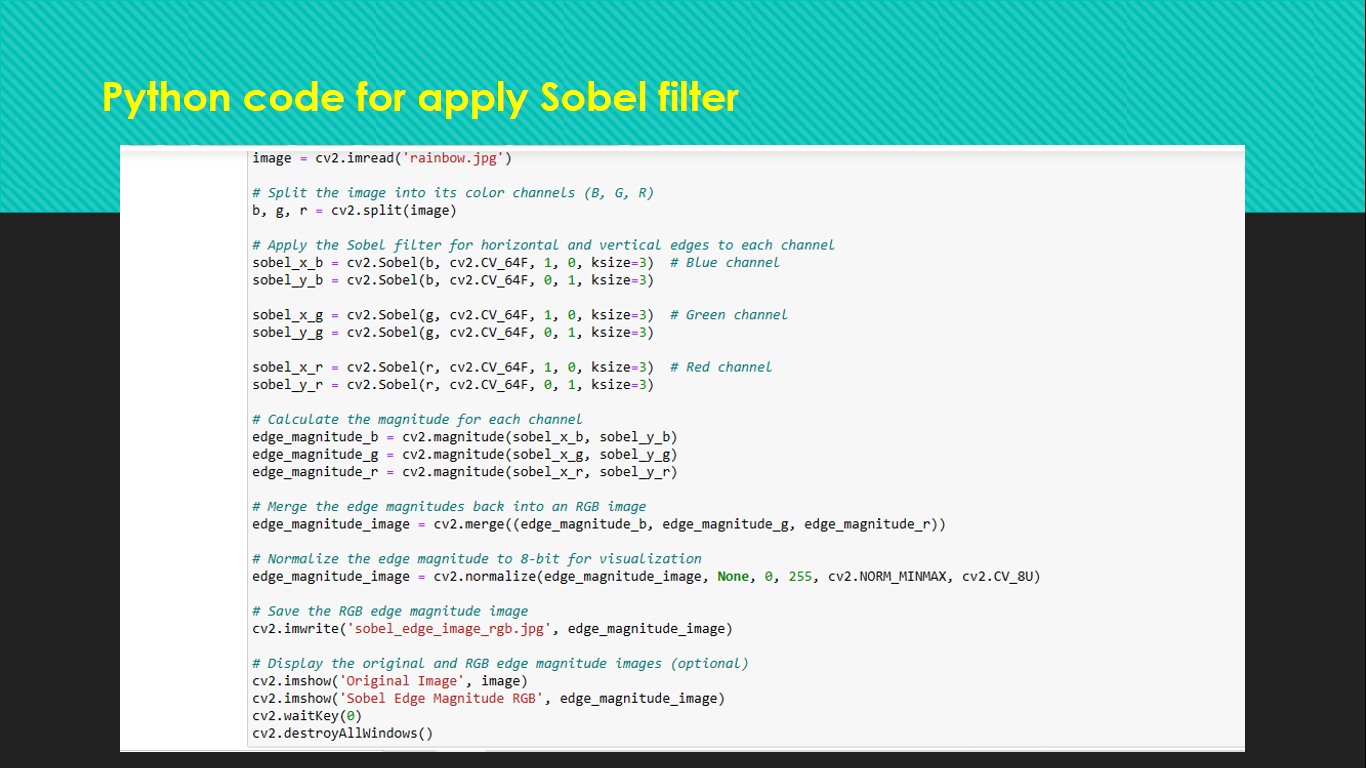 Python code for apply Sobel filter
image = cv2.imread('rainbow.jpg')
# Split the image into its color channels (B, G, R)
b, g, r = cv2.split(image)
# Apply the Sobel filter for horizontal and vertical edges to each channel
sobel_x_b = cv2.Sobel(b, cv2.CV_64F, 1, 0, ksize=3)  # Blue channel
sobel_y_b = cv2.Sobel(b, cv2.CV_64F, 0, 1, ksize=3)
sobel_x_g = cv2.Sobel(g, cv2.CV_64F, 1, 0, ksize=3)  # Green channel
sobel_y_g = cv2.Sobel(g, cv2.CV_64F, 0, 1, ksize=3)
sobel_x_r = cv2.Sobel(r, cv2.CV_64F, 1, 0, ksize=3)  # Red channel
sobel_y_r = cv2.Sobel(r, cv2.CV_64F, 0, 1, ksize=3)
# Calculate the magnitude for each channel
edge_magnitude_b = cv2.magnitude(sobel_x_b, sobel_y_b)
edge_magnitude_g = cv2.magnitude(sobel_x_g, sobel_y_g)
edge_magnitude_r = cv2.magnitude(sobel_x_r, sobel_y_r)
# Merge the edge magnitudes back into an RGB image
edge_magnitude_image = cv2.merge((edge_magnitude_b, edge_magnitude_g, edge_magnitude_r))
# Normalize the edge magnitude to 8-bit for visualization
edge_magnitude_image = cv2.normalize(edge_magnitude_image, None, 0, 255, cv2.NORM_MINMAX, cv2.CV_8U)
# Save the RGB edge magnitude image
cv2.imwrite('sobel_edge_image_rgb.jpg', edge_magnitude_image)
# Display the original and RGB edge magnitude images (optional)
cv2.imshow('Original Image', image)
cv2.imshow('Sobel Edge Magnitude RGB', edge_magnitude_image)
cv2.waitKey(0)
cv2.destroyAllWindows()